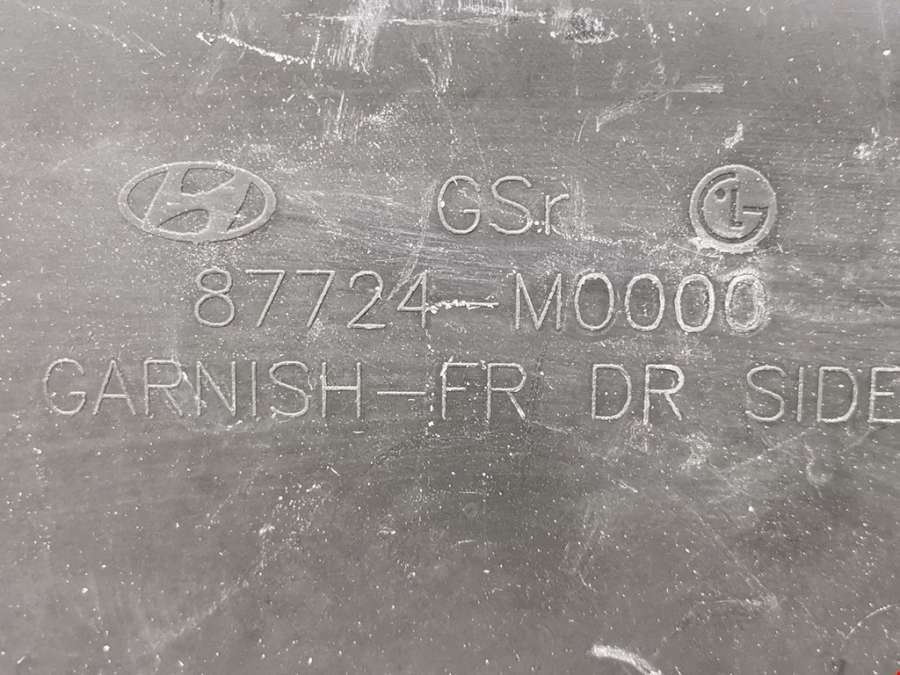 GSr
87724-M0000
GARNISH-FR DR SIDE